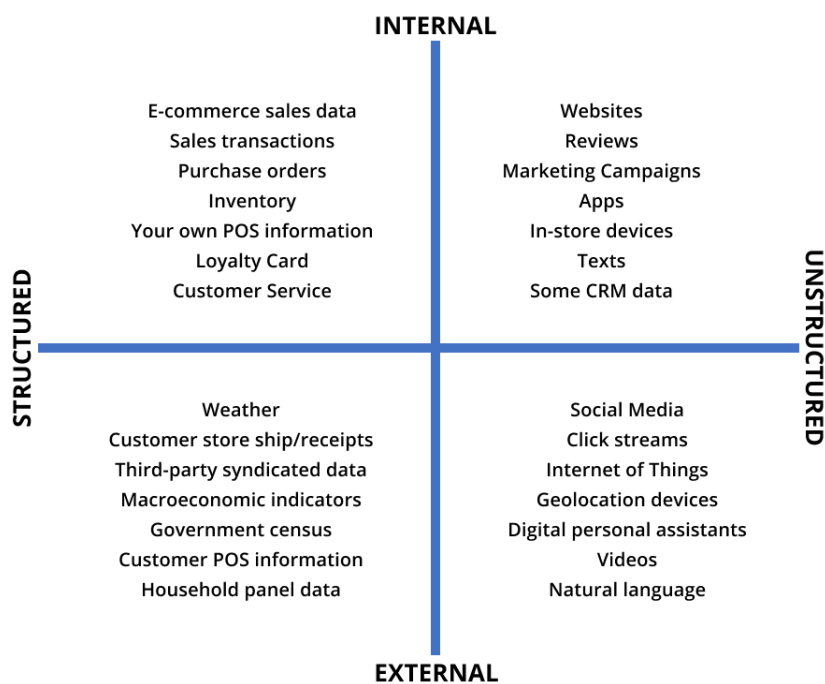 INTERNAL
E-commerce sales data
Sales transactions
Purchase orders
Inventory
Your own POS information
Loyalty Card
Customer Service
Websites
Reviews
Marketing Campaigns
Apps
In-store devices
Texts
Some CRM data
STRUCTURED
UNSTRUCTURED
Weather
Customer store ship/receipts
Third-party syndicated data
Macroeconomic indicators
Government census
Customer POS information
Household panel data
Social Media
Click streams
Internet of Things
Geolocation devices
Digital personal assistants
Videos
Natural language
EXTERNAL